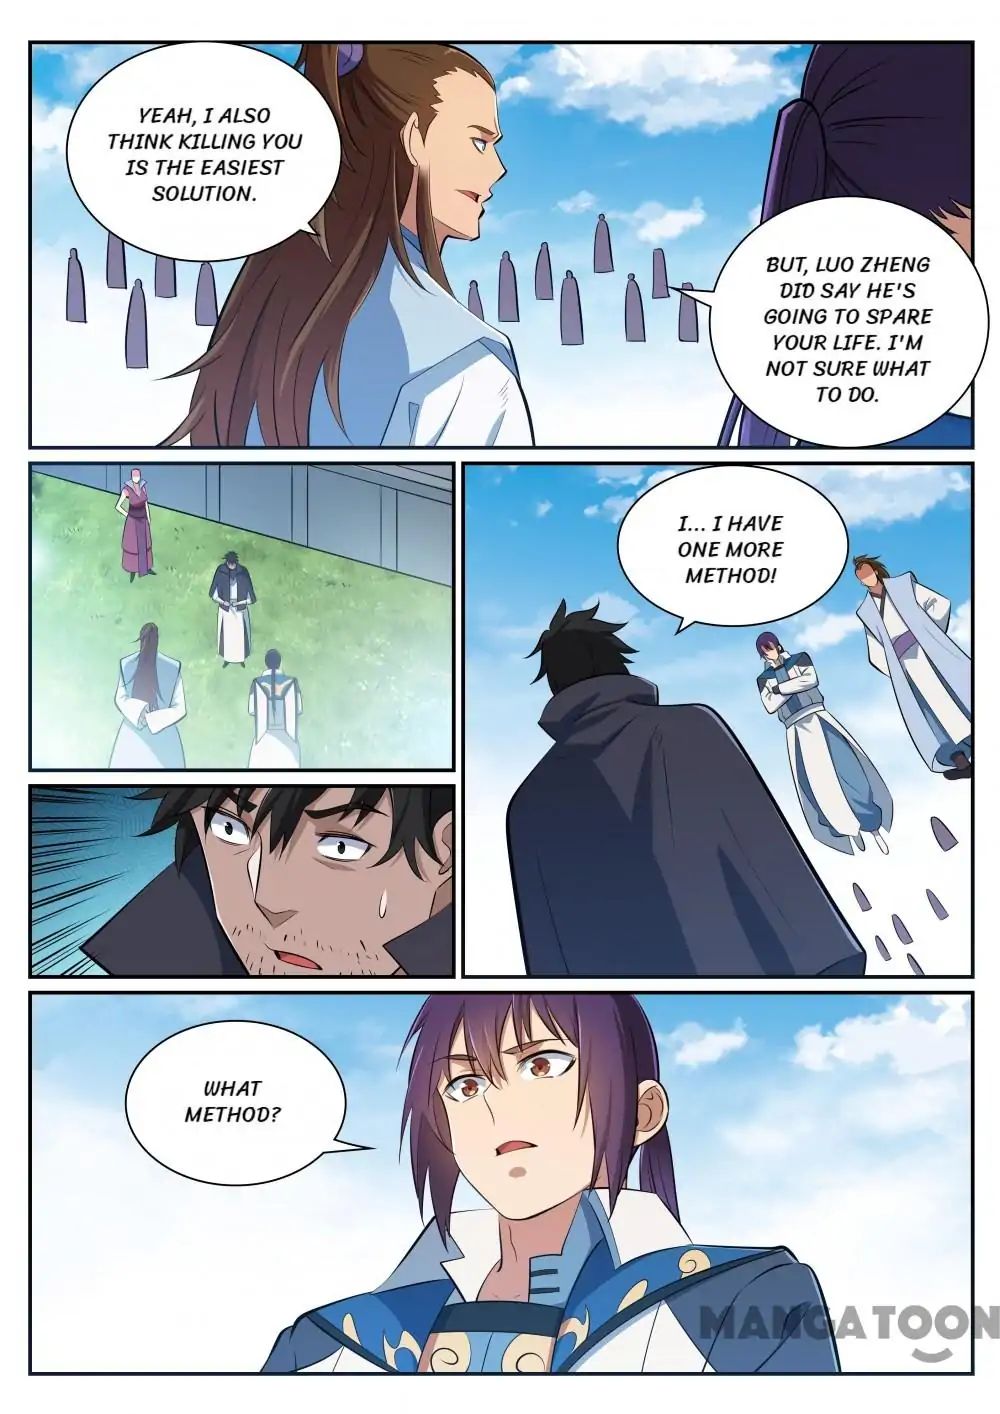 YEAH, I ALSO
THINK KILLING YOU
IS THE EASIEST
SOLUTION.
BUT, LUO ZHENG
DID SAY HE'S
GOING TO SPARE
YOUR LIFE. I'M
NOT SURE WHAT
TO DO.
I... I HAVE
ONE MORE
METHOD!
WHAT
METHOD?
MANGATOON